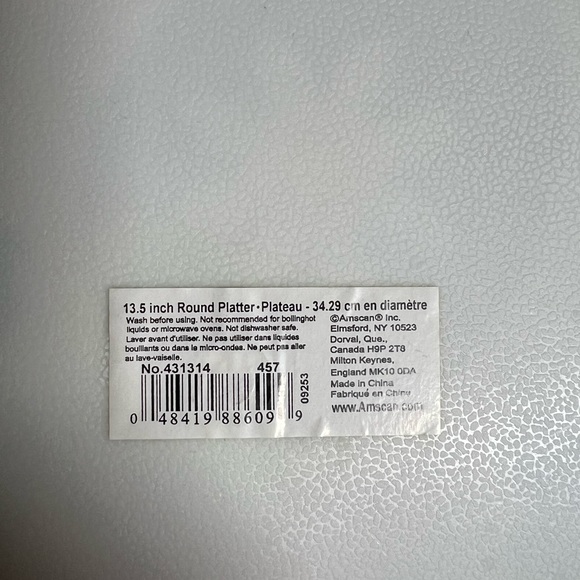 13.5 inch Round Platter • Plateau - 34.29 cm en diamètre
Wash before using. Not recommended for boilinghot
liquids or microwave ovens. Not dishwasher safe.
Laver avant d'utiliser. Ne pas utiliser dans liquides
bouillants ou dans le micro-ondes. Ne peut pas aller
au lave-vaiselle.
No.431314 457
0 48419 88609 9
09253
©Amscan® Inc.
Elmsford, NY 10523
Dorval, Que.,
Canada H9P 2T8
Milton Keynes,
England MK10 0DA
Made in China
Fabriqué en Chine
www.Amscan.com